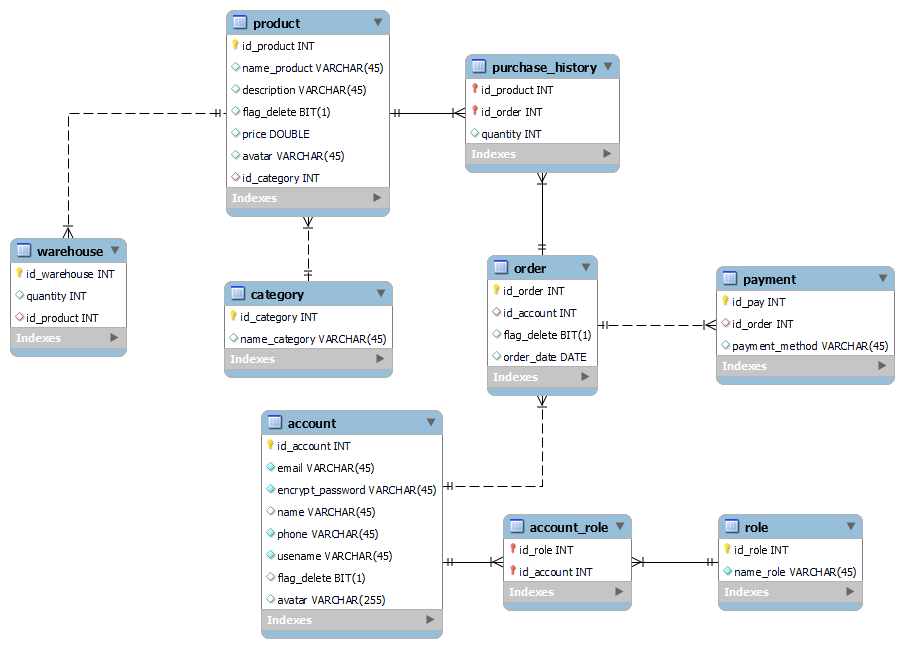 product
id_product INT
name_product VARCHAR(45)
description VARCHAR(45)
flag_delete BIT(1)
price DOUBLE
avatar VARCHAR(45)
id_category INT
Indexes
purchase_history
id_product INT
id_order INT
quantity INT
Indexes
warehouse
id_warehouse INT
quantity INT
id_product INT
Indexes
category
id_category INT
name_category VARCHAR(45)
Indexes
order
id_order INT
id_account INT
flag_delete BIT(1)
order_date DATE
Indexes
payment
id_pay INT
id_order INT
payment_method VARCHAR(45)
Indexes
account
id_account INT
email VARCHAR(45)
encrypt_password VARCHAR(45)
name VARCHAR(45)
phone VARCHAR(45)
usename VARCHAR(45)
flag_delete BIT(1)
avatar VARCHAR(255)
Indexes
account_role
id_role INT
id_account INT
Indexes
role
id_role INT
name_role VARCHAR(45)
Indexes